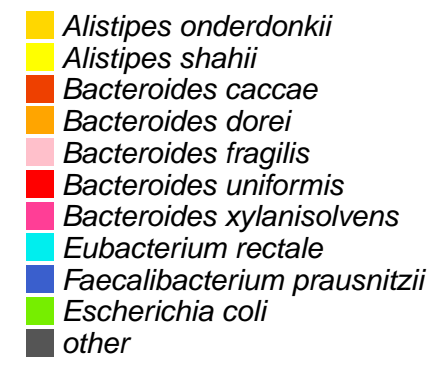 Alistipes onderdonkii
Alistipes shahii
Bacteroides caccae
Bacteroides dorei
Bacteroides fragilis
Bacteroides uniformis
Bacteroides xylanisolvens
Eubacterium rectale
Faecalibacterium prausnitzii
Escherichia coli
other